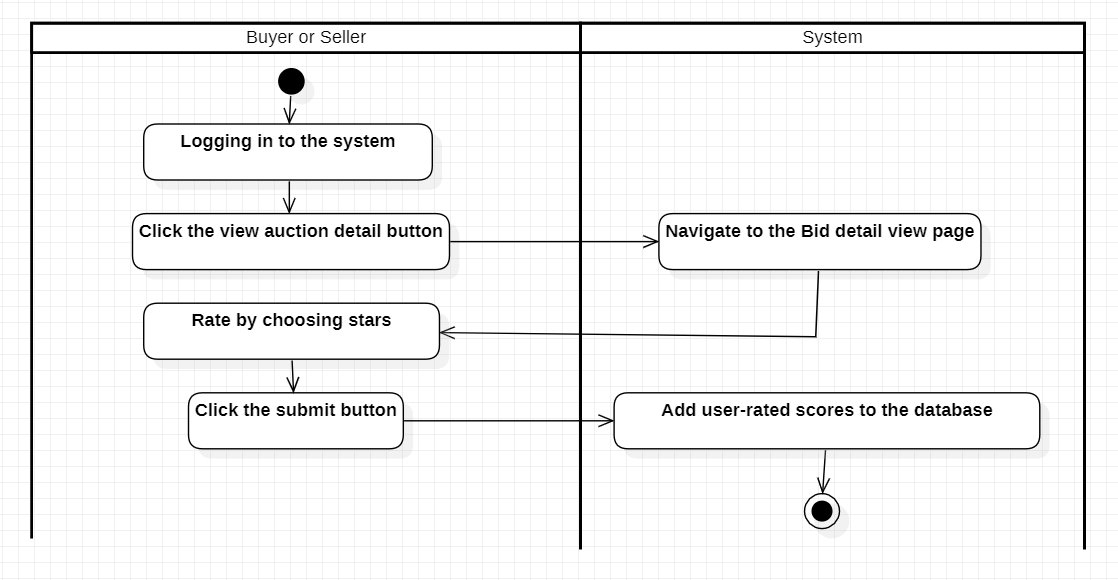 Buyer or Seller
System
Logging in to the system
Click the view auction detail button
Navigate to the Bid detail view page
Rate by choosing stars
Click the submit button
Add user-rated scores to the database